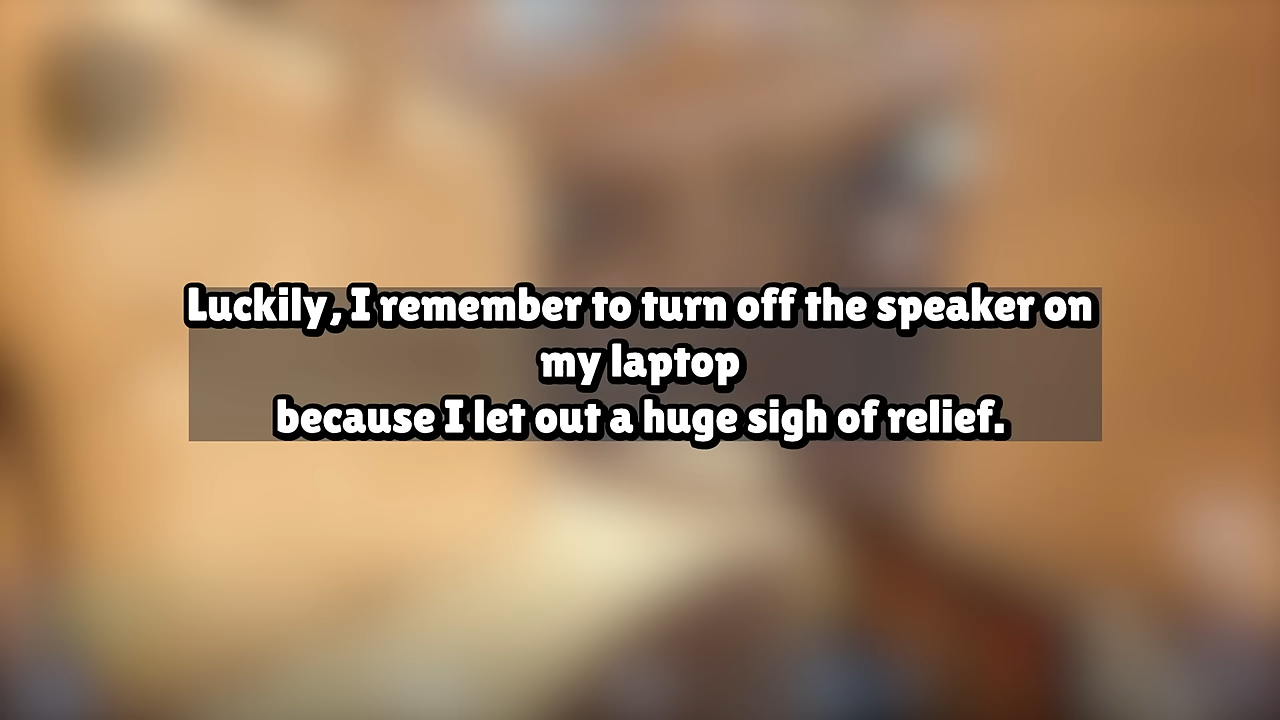 Luckily, I remember to turn off the speaker on
my laptop
because I let out a huge sigh of relief.